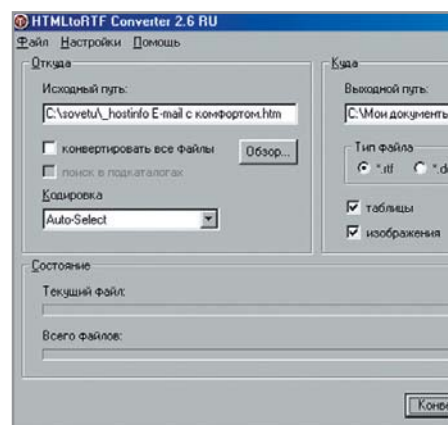 HTMLtoRTF Converter 2.6 RU
Файл Настройки Помощь
Откуда
Исходный путь:
C:\sovetu\_hostinfo E-mail с комфортом.htm
конвертировать все файлы
Обзор...
поиск в подкаталогах
Кодировка
Auto-Select
Куда
Выходной путь:
C:\Мои документы
Тип файла
*.rtf *.d
таблицы
изображения
Состояние
Текущий файл:
Всего файлов:
Конве